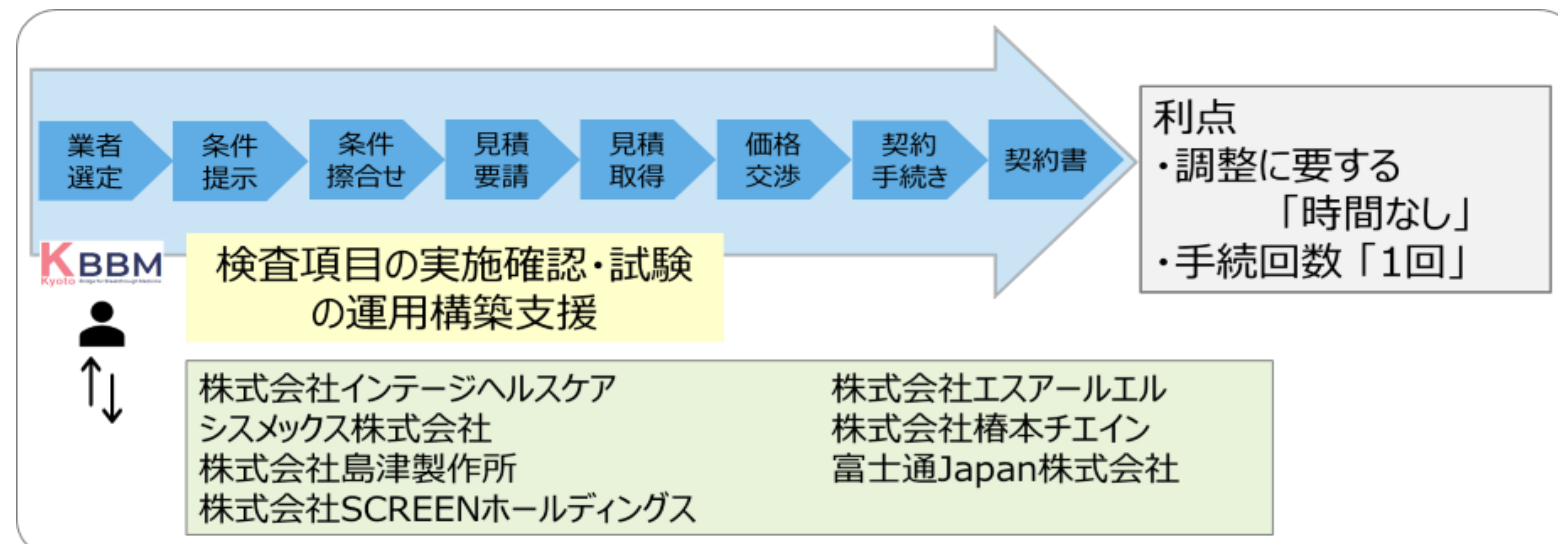 業者
選定
条件
提示
条件
擦合せ
見積
要請
見積
取得
価格
交渉
契約
手続き
契約書
利点
・調整に要する
「時間なし」
・手続回数「1回」
KBBM
Kyoto Bridge for Breakthrough Medicine
検査項目の実施確認・試験
の運用構築支援
株式会社インテージヘルスケア
シスメックス株式会社
株式会社島津製作所
株式会社SCREENホールディングス
株式会社エスアールエル
株式会社椿本チエイン
富士通Japan株式会社